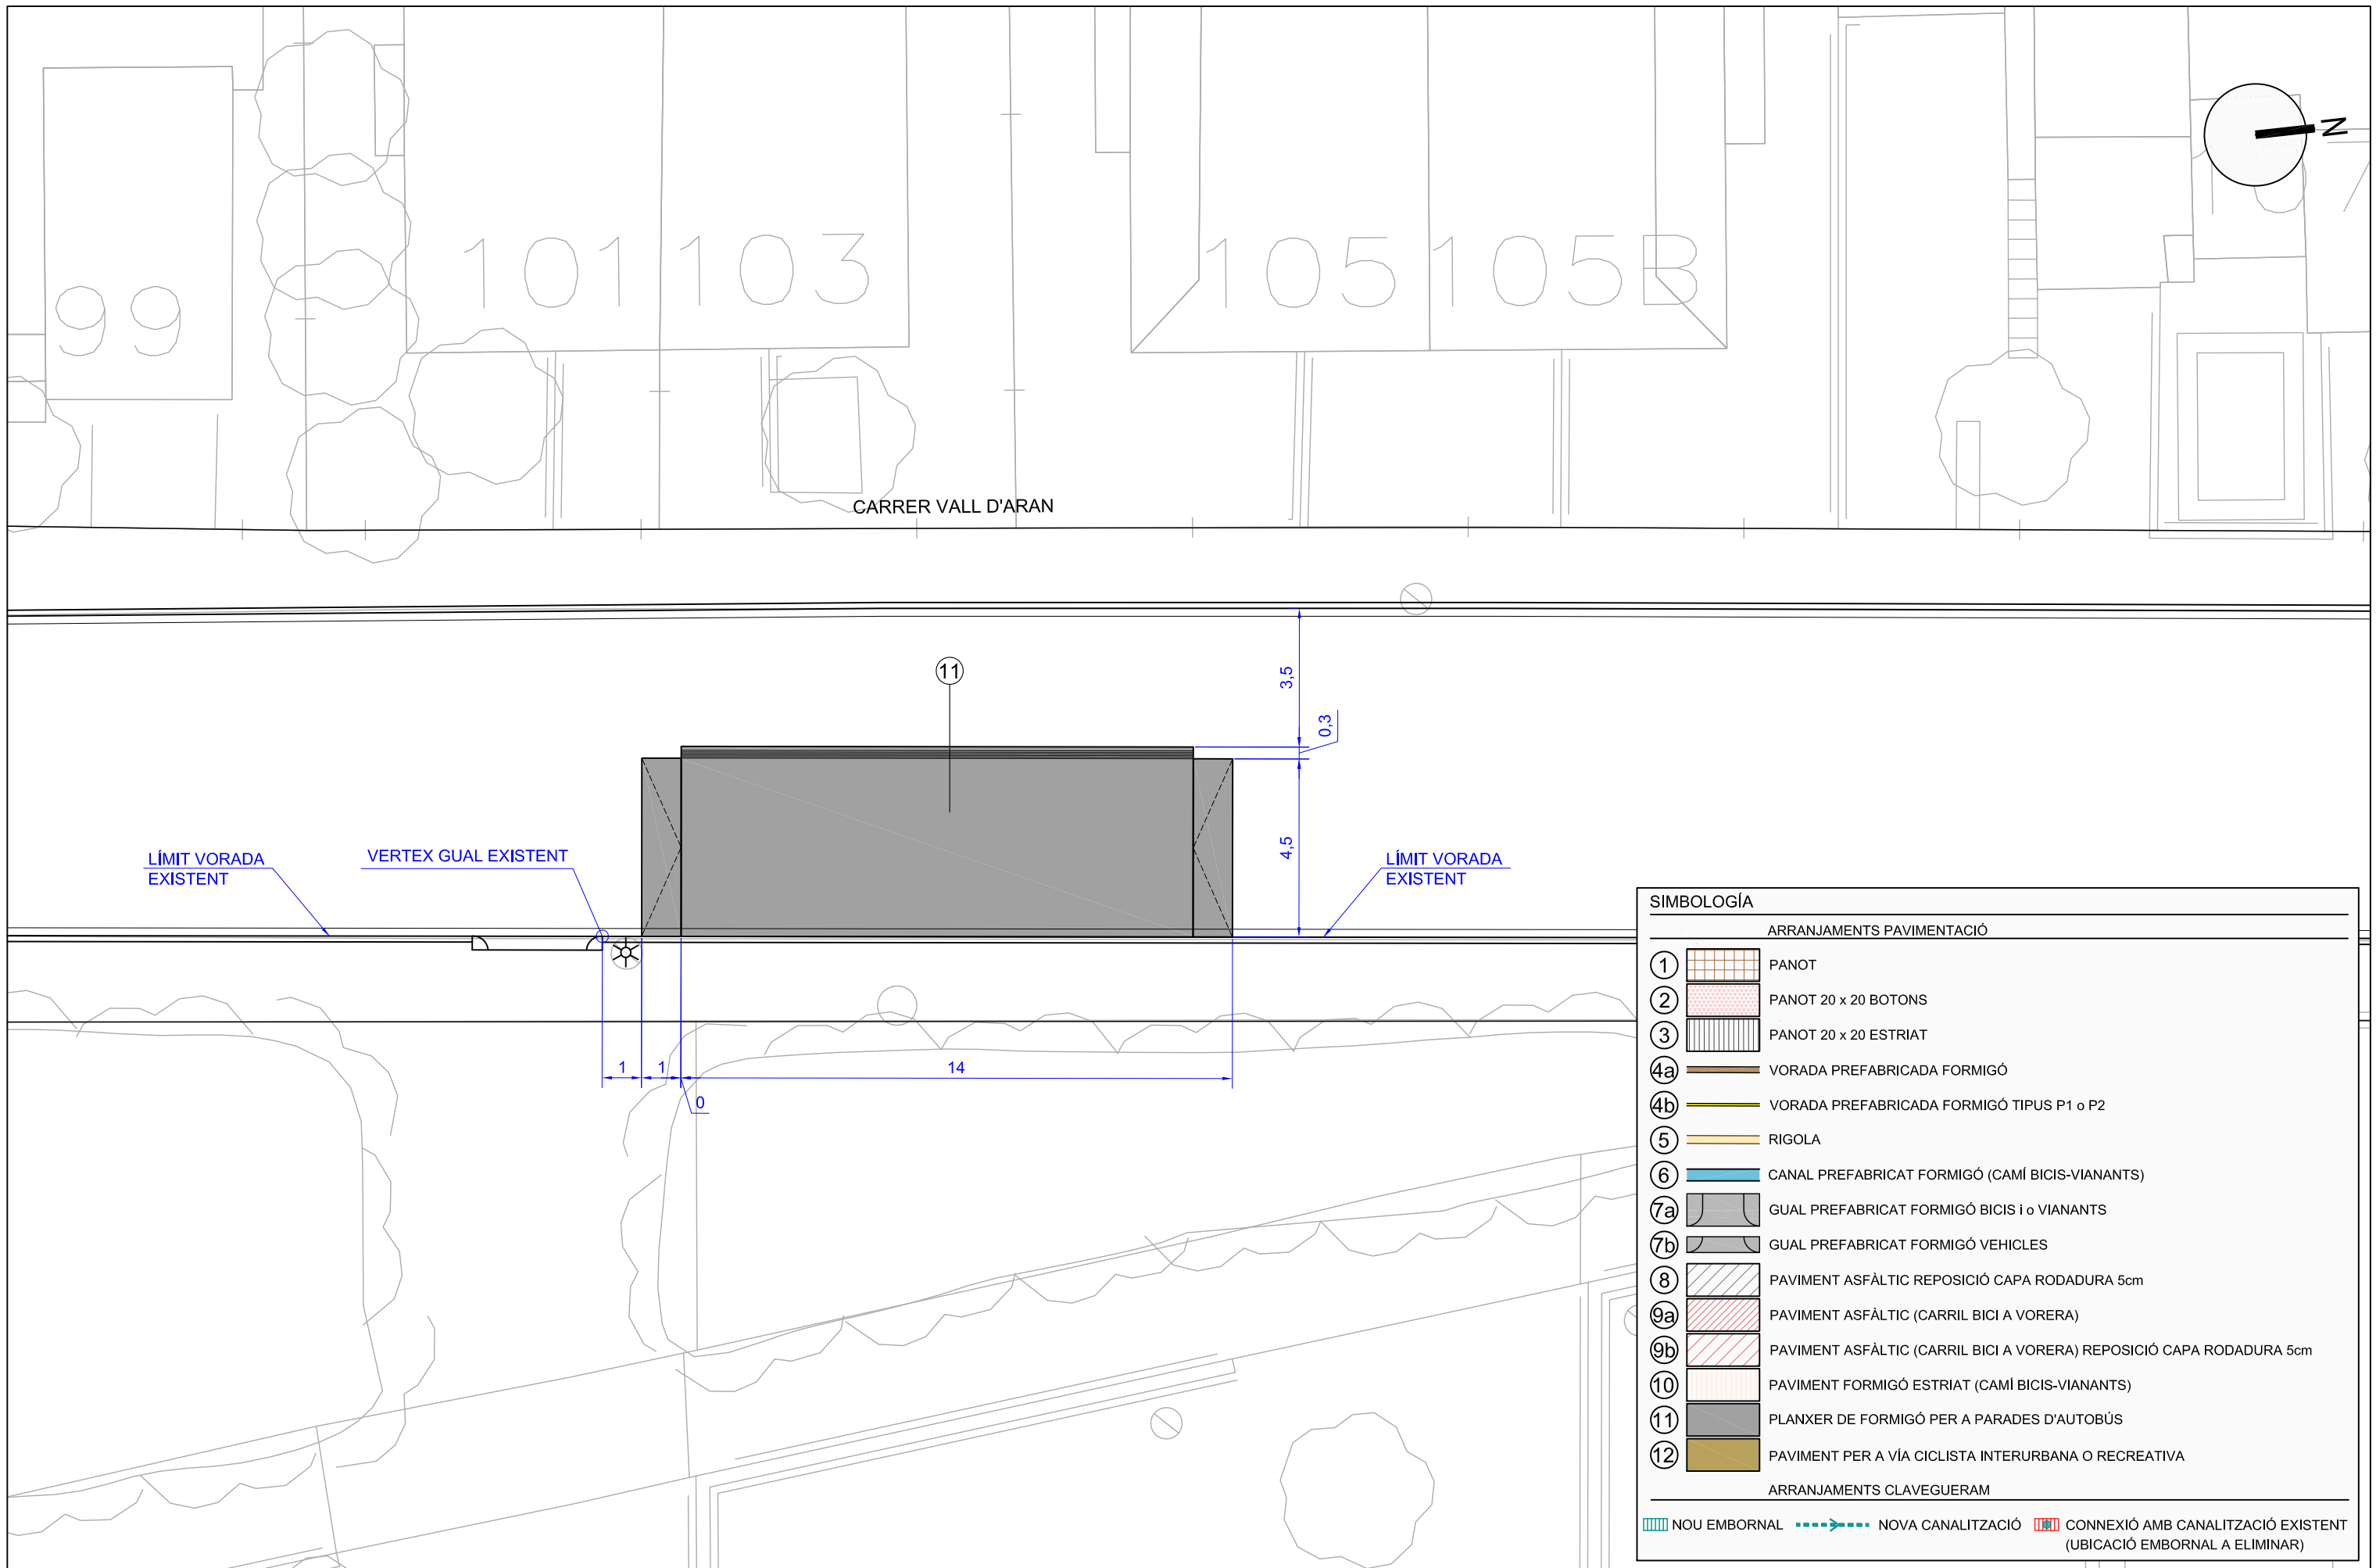 N
99
101
103
105
105B
CARRER VALL D'ARAN
11
3,5
0,3
4,5
LÍMIT VORADA
EXISTENT
VERTEX GUAL EXISTENT
LÍMIT VORADA
EXISTENT
1
1
14
0
SIMBOLOGÍA
ARRANJAMENTS PAVIMENTACIÓ
1 PANOT
2 PANOT 20 x 20 BOTONS
3 PANOT 20 x 20 ESTRIAT
4a VORADA PREFABRICADA FORMIGÓ
4b VORADA PREFABRICADA FORMIGÓ TIPUS P1 o P2
5 RIGOLA
6 CANAL PREFABRICAT FORMIGÓ (CAMÍ BICIS-VIANANTS)
7a GUAL PREFABRICAT FORMIGÓ BICIS i o VIANANTS
7b GUAL PREFABRICAT FORMIGÓ VEHICLES
8 PAVIMENT ASFÀLTIC REPOSICIÓ CAPA RODADURA 5cm
9a PAVIMENT ASFÀLTIC (CARRIL BICI A VORERA)
9b PAVIMENT ASFÀLTIC (CARRIL BICI A VORERA) REPOSICIÓ CAPA RODADURA 5cm
10 PAVIMENT FORMIGÓ ESTRIAT (CAMÍ BICIS-VIANANTS)
11 PLANXER DE FORMIGÓ PER A PARADES D'AUTOBÚS
12 PAVIMENT PER A VÍA CICLISTA INTERURBANA O RECREATIVA
ARRANJAMENTS CLAVEGUERAM
NOU EMBORNAL NOVA CANALITZACIÓ CONNEXIÓ AMB CANALITZACIÓ EXISTENT
(UBICACIÓ EMBORNAL A ELIMINAR)